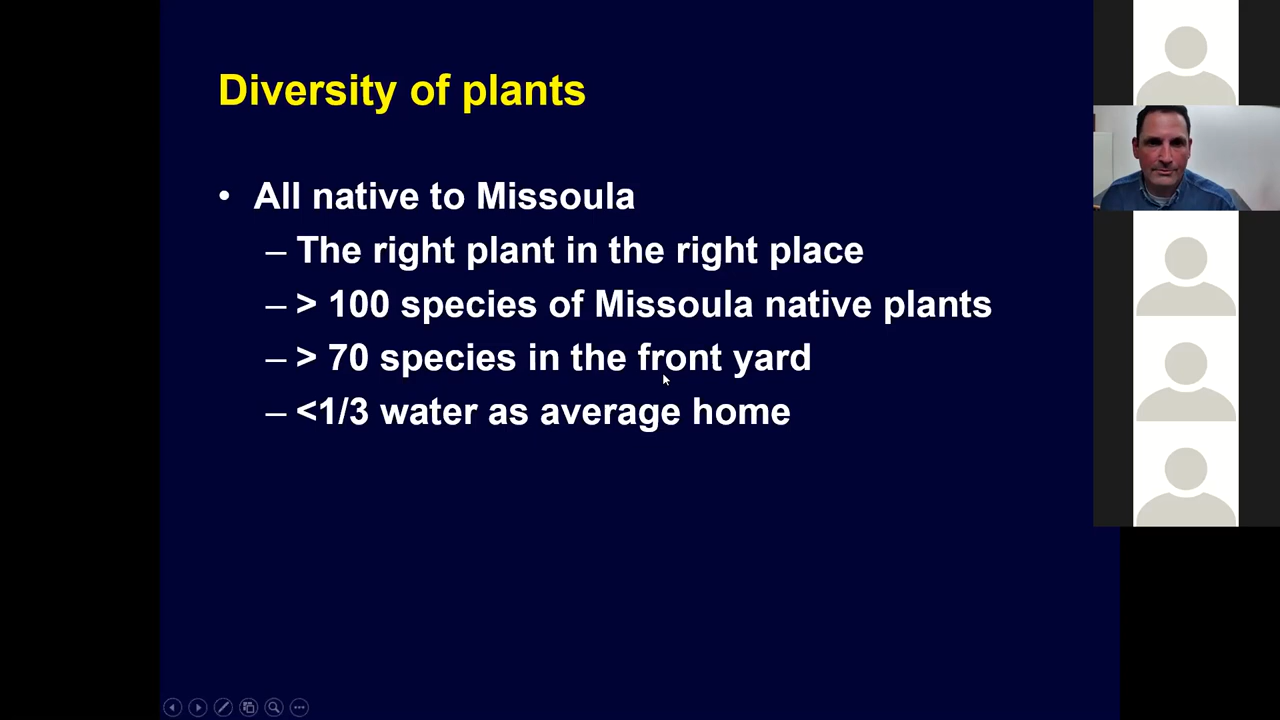 Diversity of plants
• All native to Missoula
– The right plant in the right place
– > 100 species of Missoula native plants
– > 70 species in the front yard
– <1/3 water as average home